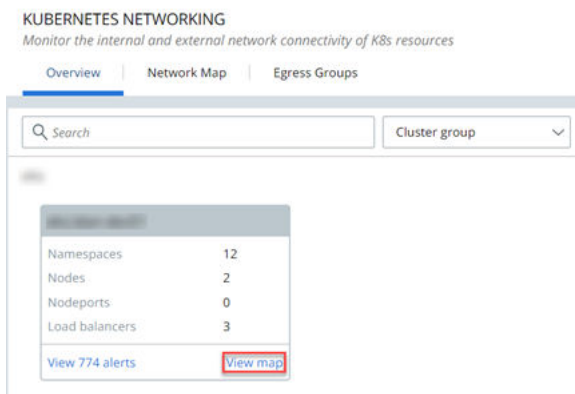 KUBERNETES NETWORKING
Monitor the internal and external network connectivity of K8s resources
Overview Network Map Egress Groups
Search Cluster group
Namespaces 12
Nodes 2
Nodeports 0
Load balancers 3
View 774 alerts View map